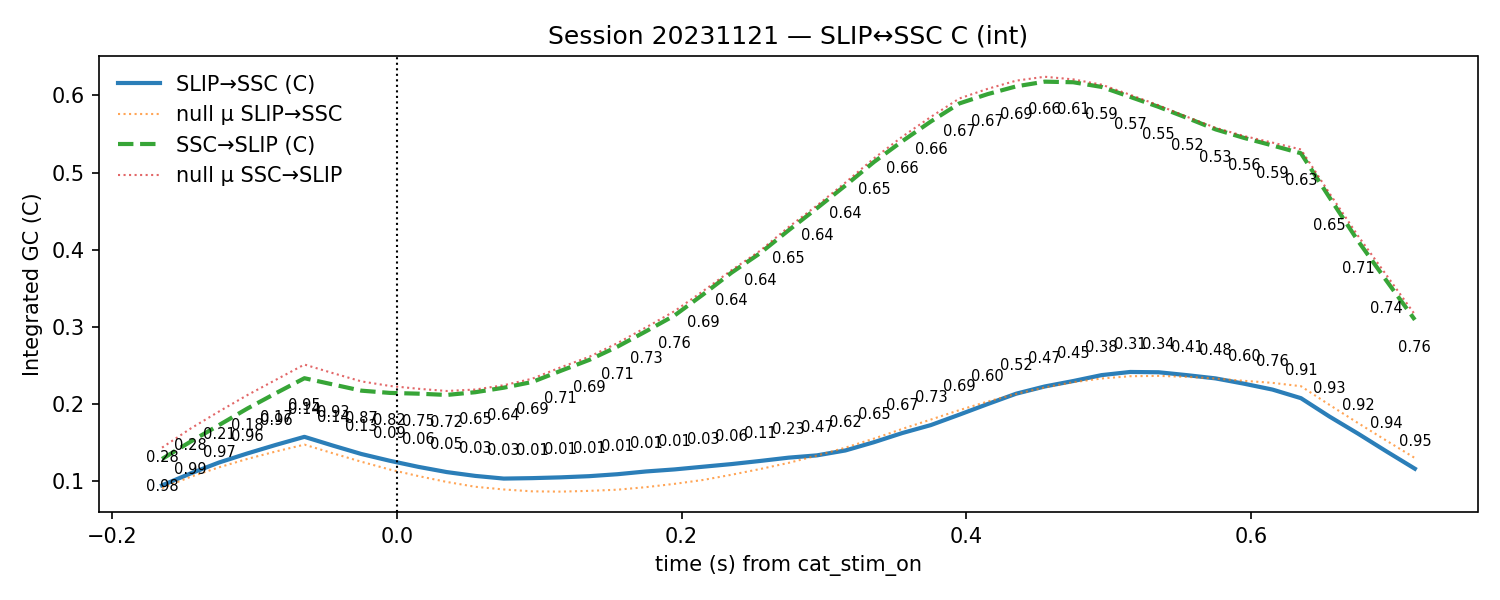 Session 20231121 — SLIP↔SSC C (int)
SLIP→SSC (C)
null μ SLIP→SSC
SSC→SLIP (C)
null μ SSC→SLIP
Integrated GC (C)
0.6
0.5
0.4
0.3
0.2
0.1
0.28 0.28 0.21 0.18 0.17 0.14 0.14 0.13 0.09 0.06 0.05 0.03 0.03 0.01 0.01 0.01 0.01 0.01 0.01 0.03 0.06 0.11 0.23 0.47 0.62 0.65 0.67 0.73 0.69 0.60 0.52 0.47 0.45 0.38 0.31 0.34 0.41 0.48 0.60 0.76 0.91 0.93 0.92 0.94 0.95
0.98 0.99 0.97 0.96 0.96 0.95 0.93 0.87 0.82 0.75 0.72 0.65 0.64 0.69 0.71 0.69 0.71 0.73 0.76 0.69 0.64 0.64 0.65 0.64 0.64 0.65 0.66 0.66 0.67 0.67 0.69 0.66 0.61 0.59 0.57 0.55 0.52 0.53 0.56 0.59 0.63 0.65 0.71 0.74 0.76
−0.2 0.0 0.2 0.4 0.6
time (s) from cat_stim_on